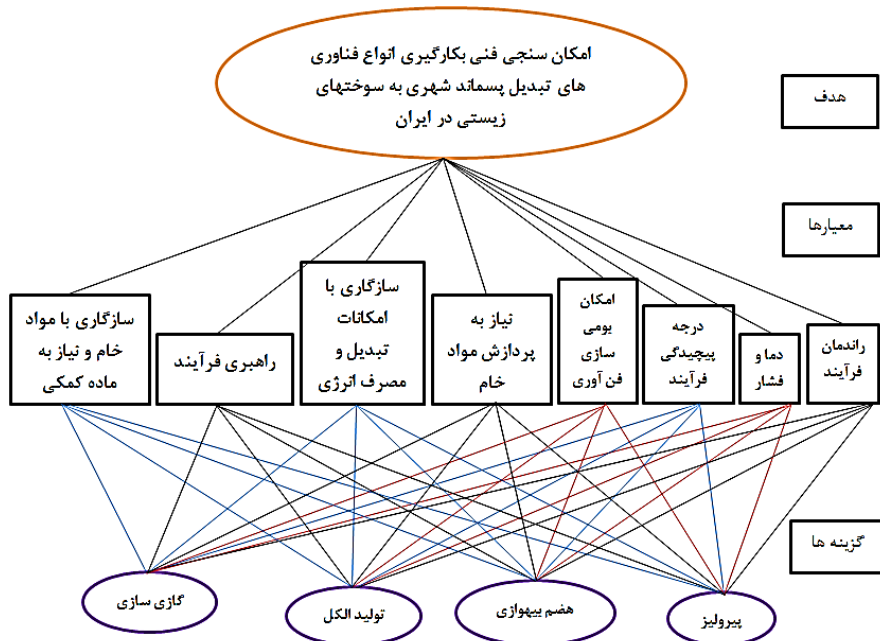 امکان سنجی فنی بکارگیری انواع فناوری
های تبدیل پسماند شهری به سوختهای
زیستی در ایران
هدف
معیارها
راندمان
فرآیند
دما و
فشار
درجه
پیچیدگی
فرآیند
امکان
بومی
سازی
فن آوری
نیاز به
پردازش مواد
خام
سازگاری با
امکانات
تبدیل و
مصرف انرژی
راهبری فرآیند
سازگاری با مواد
خام و نیاز به
ماده کمکی
گزینه ها
پیرولیز
هضم بیهوازی
تولید الکل
گازی سازی